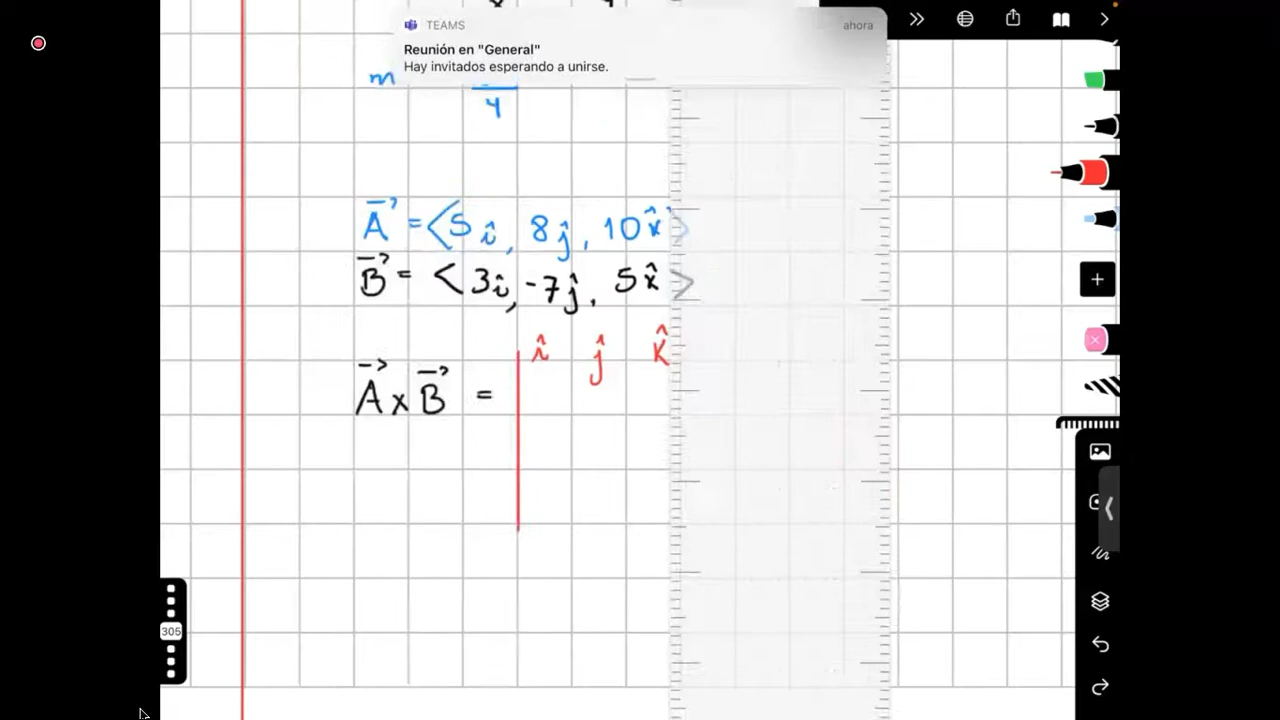 TEAMS ahora
Reunión en "General"
Hay invitados esperando a unirse.
m
4
A⃗ = <5î, 8ĵ, 10k̂>
B⃗ = <3î, -7ĵ, 5k̂>
î ĵ k̂
A⃗ x B⃗ =
305